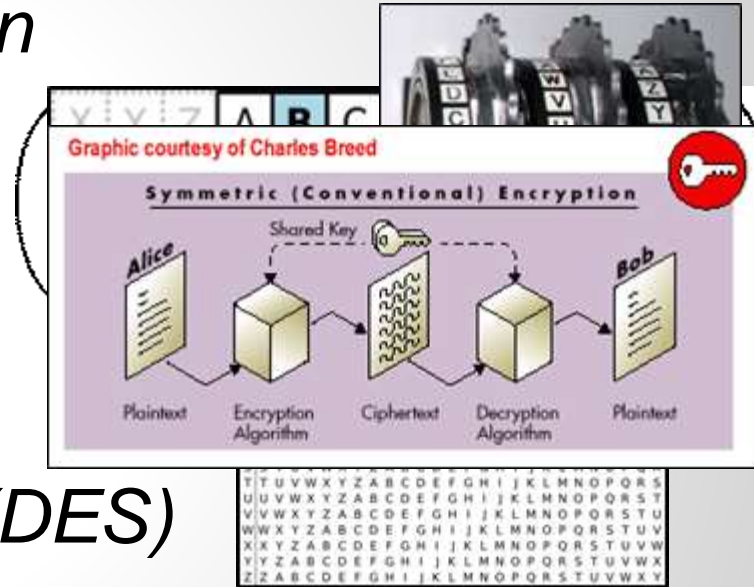 n
X Y Z A B C
E D C
W V
Z Y
Graphic courtesy of Charles Breed
Symmetric (Conventional) Encryption
Shared Key
Alice
Bob
Plaintext
Encryption Algorithm
Ciphertext
Decryption Algorithm
Plaintext
DES)
T T U V W X Y Z A B C D E F G H I J K L M N O P Q R S
U U V W X Y Z A B C D E F G H I J K L M N O P Q R S T
V V W X Y Z A B C D E F G H I J K L M N O P Q R S T U
W W X Y Z A B C D E F G H I J K L M N O P Q R S T U V
X X Y Z A B C D E F G H I J K L M N O P Q R S T U V W
Y Y Z A B C D E F G H I J K L M N O P Q R S T U V W X
Z Z A B C D E F G H I J K L M N O P Q R S T U V W X Y